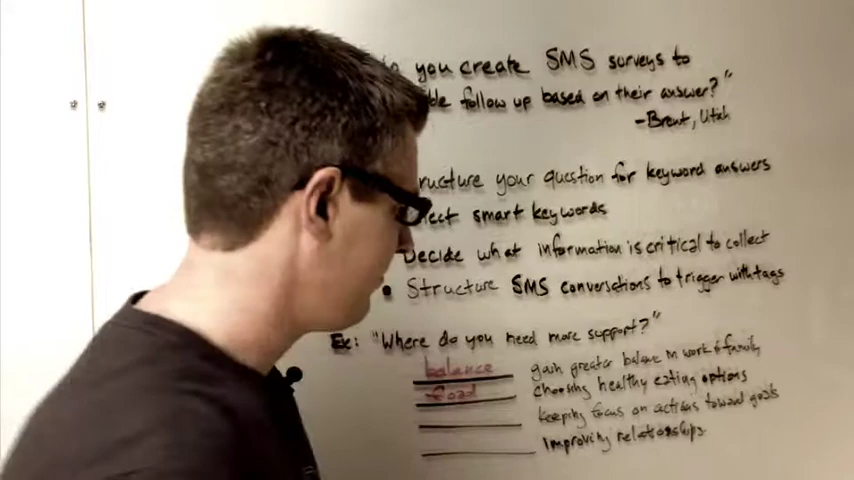 you create SMS surveys to
follow up based on their answer?"
-Brent, Utah
your question for keyword answers
smart keywords
Decide what information is critical to collect
• Structure SMS conversations to trigger with tags
Ex: "Where do you need more support?"
balance gain greater balance in work & family
food choosing healthy eating options
keeping focus on actions toward goals
improving relationships